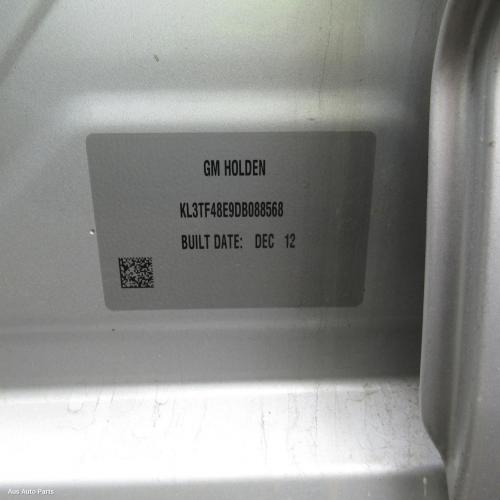 GM HOLDEN
KL3TF48E9DB088568
BUILT DATE: DEC 12
Aus Auto Parts